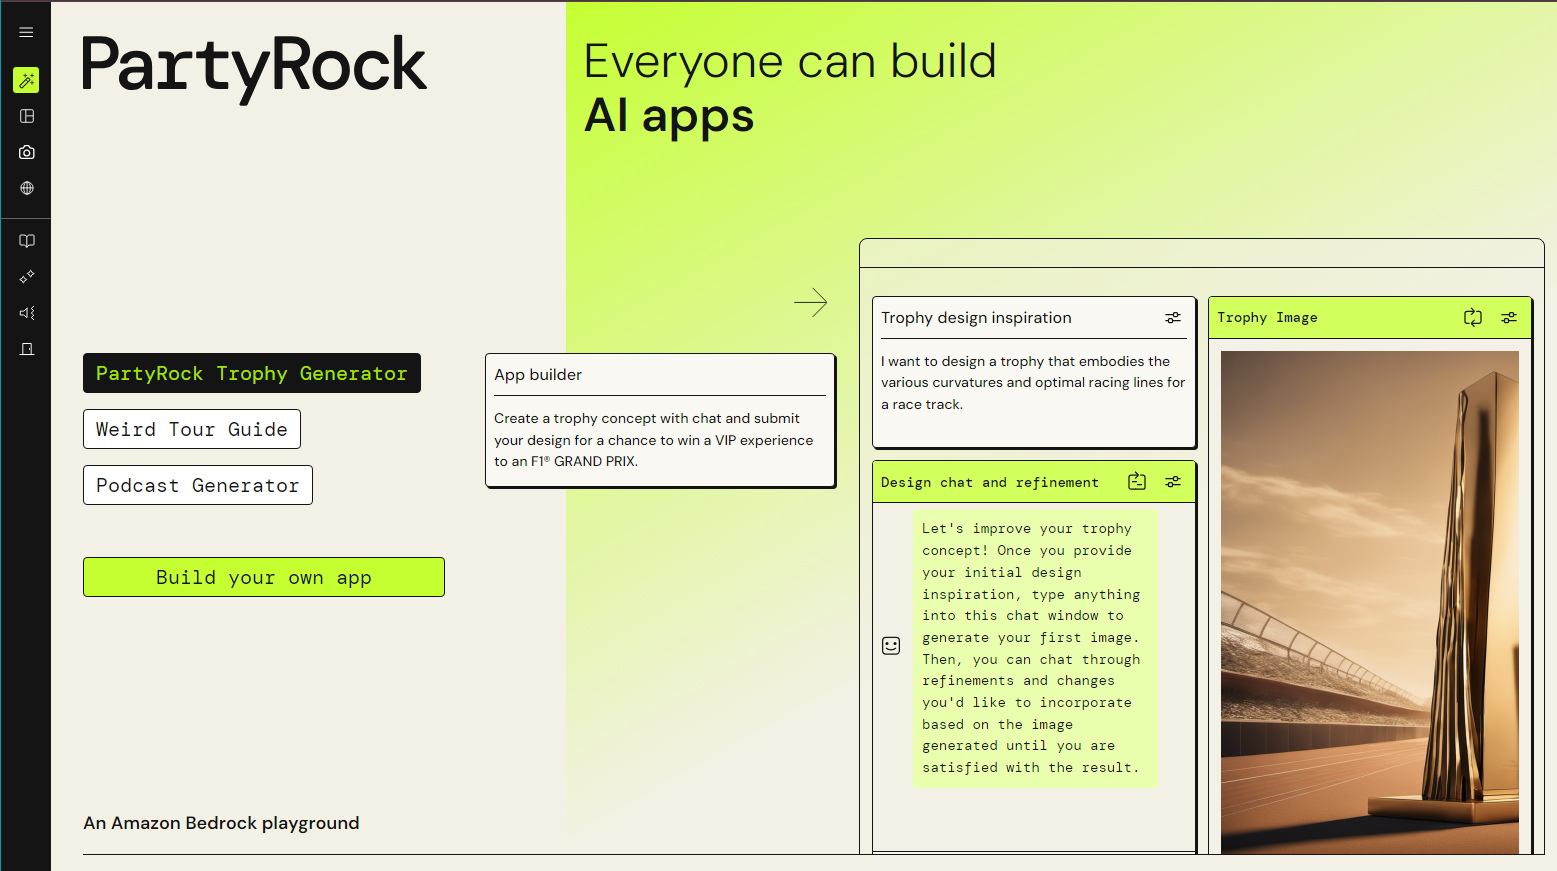 PartyRock
Everyone can build
AI apps
PartyRock Trophy Generator
Weird Tour Guide
Podcast Generator
Build your own app
An Amazon Bedrock playground
App builder
Create a trophy concept with chat and submit
your design for a chance to win a VIP experience
to an F1® GRAND PRIX.
Trophy design inspiration
I want to design a trophy that embodies the
various curvatures and optimal racing lines for
a race track.
Design chat and refinement
Let's improve your trophy
concept! Once you provide
your initial design
inspiration, type anything
into this chat window to
generate your first image.
Then, you can chat through
refinements and changes
you'd like to incorporate
based on the image
generated until you are
satisfied with the result.
Trophy Image